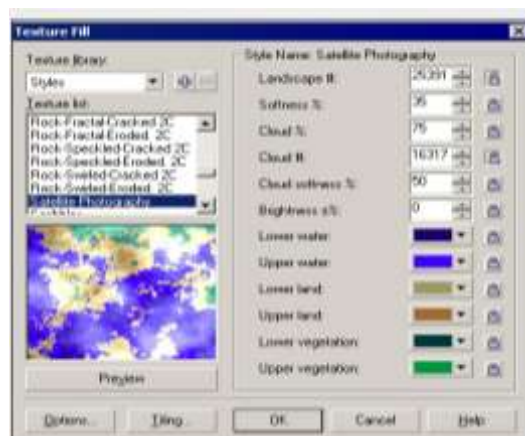 Texture Fill
Texture library:
Styles
Texture list:
Rock-Fractal-Cracked 2C
Rock-Fractal-Eroded 2C
Rock-Speckled-Cracked 2C
Rock-Speckled-Eroded 2C
Rock-Swirled-Cracked 2C
Rock-Swirled-Eroded 2C
Satellite Photography
Preview
Options...
Tiling...
Style Name: Satellite Photography
Landscape #: 25391
Softness %: 35
Cloud %: 75
Cloud #: 16317
Cloud softness %: 50
Brightness ±%: 0
Lower water:
Upper water:
Lower land:
Upper land:
Lower vegetation:
Upper vegetation:
OK
Cancel
Help